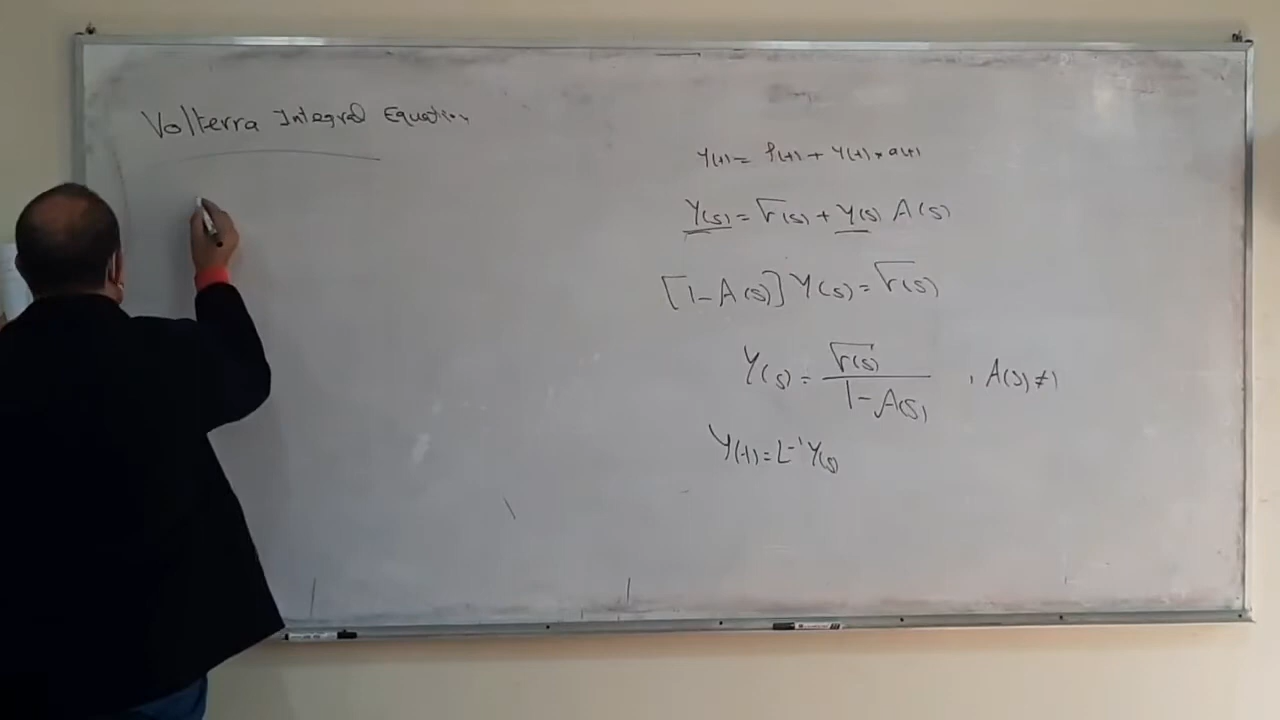 Volterra Integral Equation
Y(t) = f(t) + Y(t) * a(t)
Y(s) = F(s) + Y(s) A(s)
[1 - A(s)] Y(s) = F(s)
Y(s) = F(s) / 1 - A(s) , A(s) ≠ 1
Y(t) = L⁻¹ Y(s)